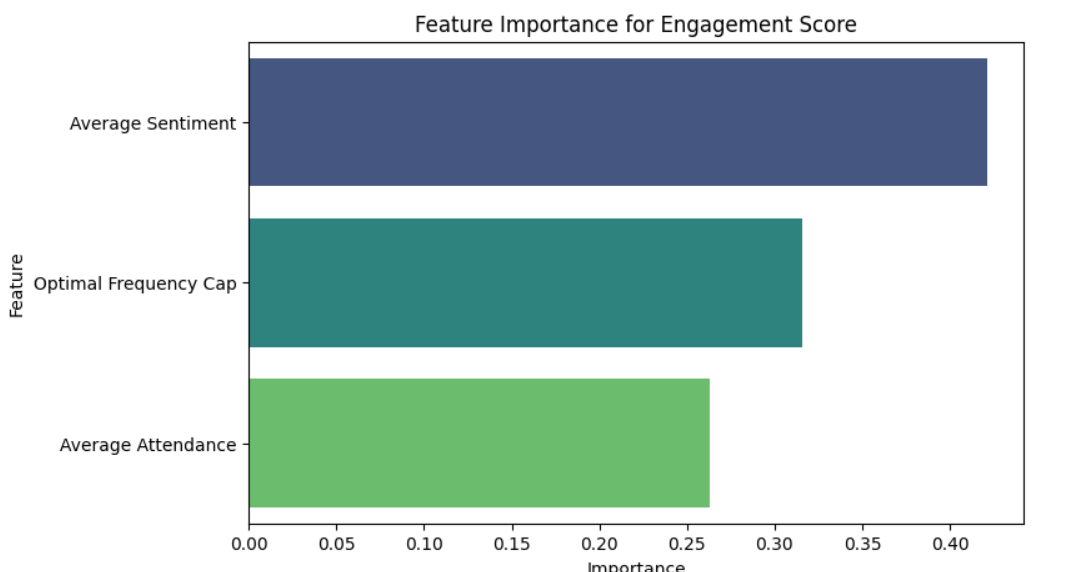 Feature Importance for Engagement Score
Average Sentiment
Optimal Frequency Cap
Average Attendance
Feature
0.00 0.05 0.10 0.15 0.20 0.25 0.30 0.35 0.40
Importance